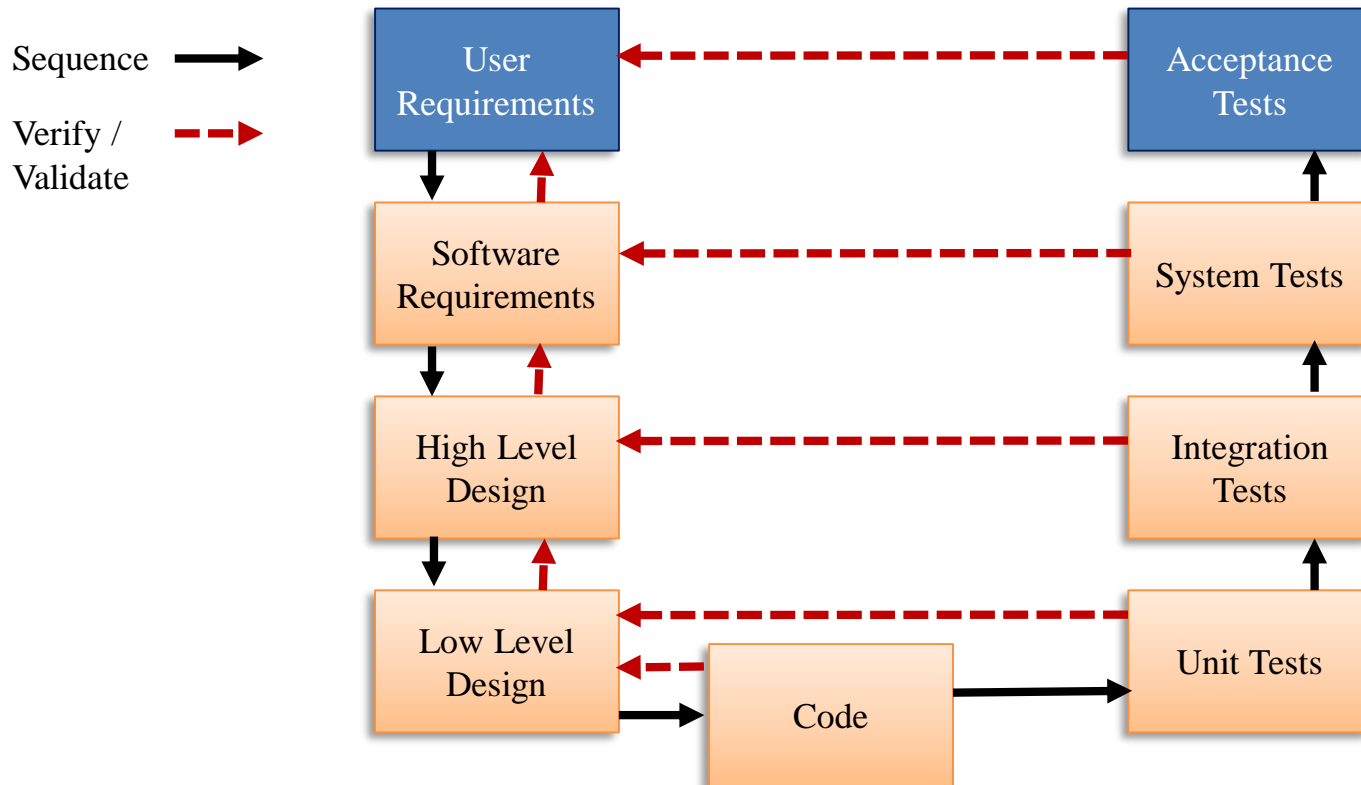 Sequence
Verify /
Validate
User
Requirements
Acceptance
Tests
Software
Requirements
System Tests
High Level
Design
Integration
Tests
Low Level
Design
Code
Unit Tests